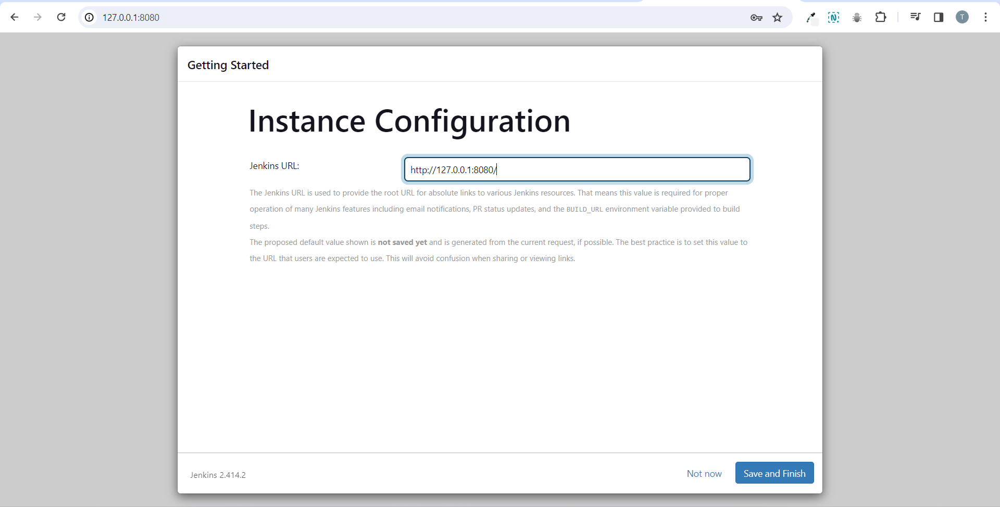 127.0.0.1:8080
N
T
Getting Started
Instance Configuration
Jenkins URL:
http://127.0.0.1:8080/
The Jenkins URL is used to provide the root URL for absolute links to various Jenkins resources. That means this value is required for proper
operation of many Jenkins features including email notifications, PR status updates, and the BUILD_URL environment variable provided to build
steps.
The proposed default value shown is not saved yet and is generated from the current request, if possible. The best practice is to set this value to
the URL that users are expected to use. This will avoid confusion when sharing or viewing links.
Jenkins 2.414.2
Not now
Save and Finish